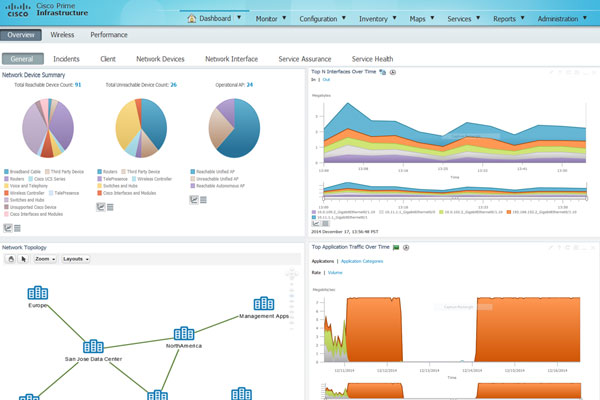 cisco
Cisco Prime
Infrastructure
Dashboard Monitor Configuration Inventory Maps Services Reports Administration
Overview Wireless Performance
General Incidents Client Network Devices Network Interface Service Assurance Service Health
Network Device Summary
Total Reachable Device Count: 91 Total Unreachable Device Count: 26 Operational AP: 24
Broadband Cable Third Party Device
Routers Cisco UCS Series
Voice and Telephony
Wireless Controller TelePresence
Switches and Hubs
Unsupported Cisco Device
Cisco Interfaces and Modules
Routers Third Party Device
TelePresence Wireless Controller
Switches and Hubs
Cisco Interfaces and Modules
Reachable Unified AP
Unreachable Unified AP
Reachable Autonomous AP
Top N Interfaces Over Time
In | Out
Time
2014 December 17, 13:56 PM PST
Network Topology
Zoom Layouts
Europe
Management Apps
NorthAmerica
San Jose Data Center
Top Application Traffic Over Time
Applications | Application Categories
Rate | Volume
12/11/2014 12/12/2014 12/13/2014 12/14/2014 12/15/2014 12/16/2014
Time